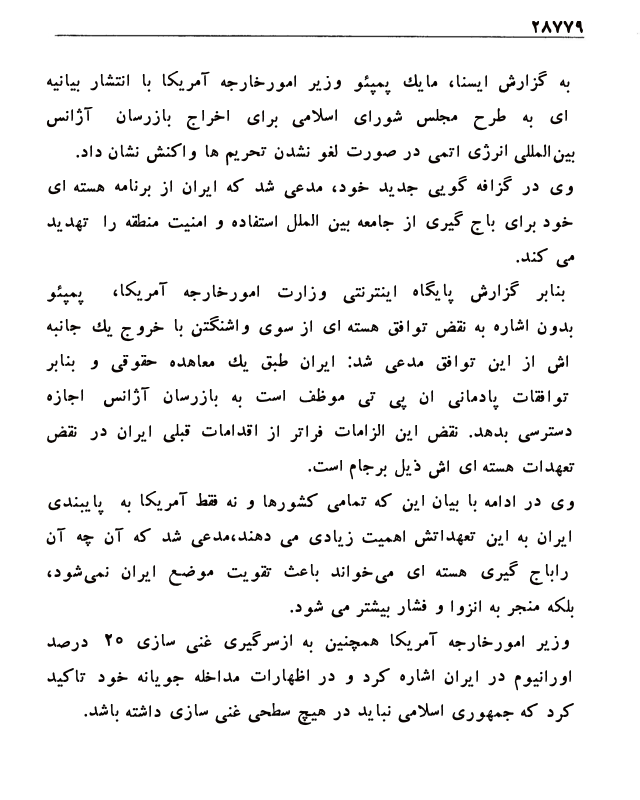 ۲۸۷۷۹
به گزارش ایسنا، مایك پمپئو وزیر امورخارجه آمریکا با انتشار بیانیه
ای به طرح مجلس شورای اسلامی برای اخراج بازرسان آژانس
بین‌المللی انرژی اتمی در صورت لغو نشدن تحریم ها واکنش نشان داد.
وی در گزافه گویی جدید خود، مدعی شد که ایران از برنامه هسته ای
خود برای باج گیری از جامعه بین الملل استفاده و امنیت منطقه را تهدید
می کند.
بنابر گزارش پایگاه اینترنتی وزارت امورخارجه آمریکا، پمپئو
بدون اشاره به نقض توافق هسته ای از سوی واشنگتن با خروج یك جانبه
اش از این توافق مدعی شد: ایران طبق یك معاهده حقوقی و بنابر
توافقات پادمانی ان پی تی موظف است به بازرسان آژانس اجازه
دسترسی بدهد. نقض این الزامات فراتر از اقدامات قبلی ایران در نقض
تعهدات هسته ای اش ذیل برجام است.
وی در ادامه با بیان این که تمامی کشورها و نه فقط آمریکا به پایبندی
ایران به این تعهداتش اهمیت زیادی می دهند،مدعی شد که آن چه آن
راباج گیری هسته ای می‌خواند باعث تقویت موضع ایران نمی‌شود،
بلکه منجر به انزوا و فشار بیشتر می شود.
وزیر امورخارجه آمریکا همچنین به ازسرگیری غنی سازی ۲۰ درصد
اورانیوم در ایران اشاره کرد و در اظهارات مداخله جویانه خود تاکید
کرد که جمهوری اسلامی نباید در هیچ سطحی غنی سازی داشته باشد.